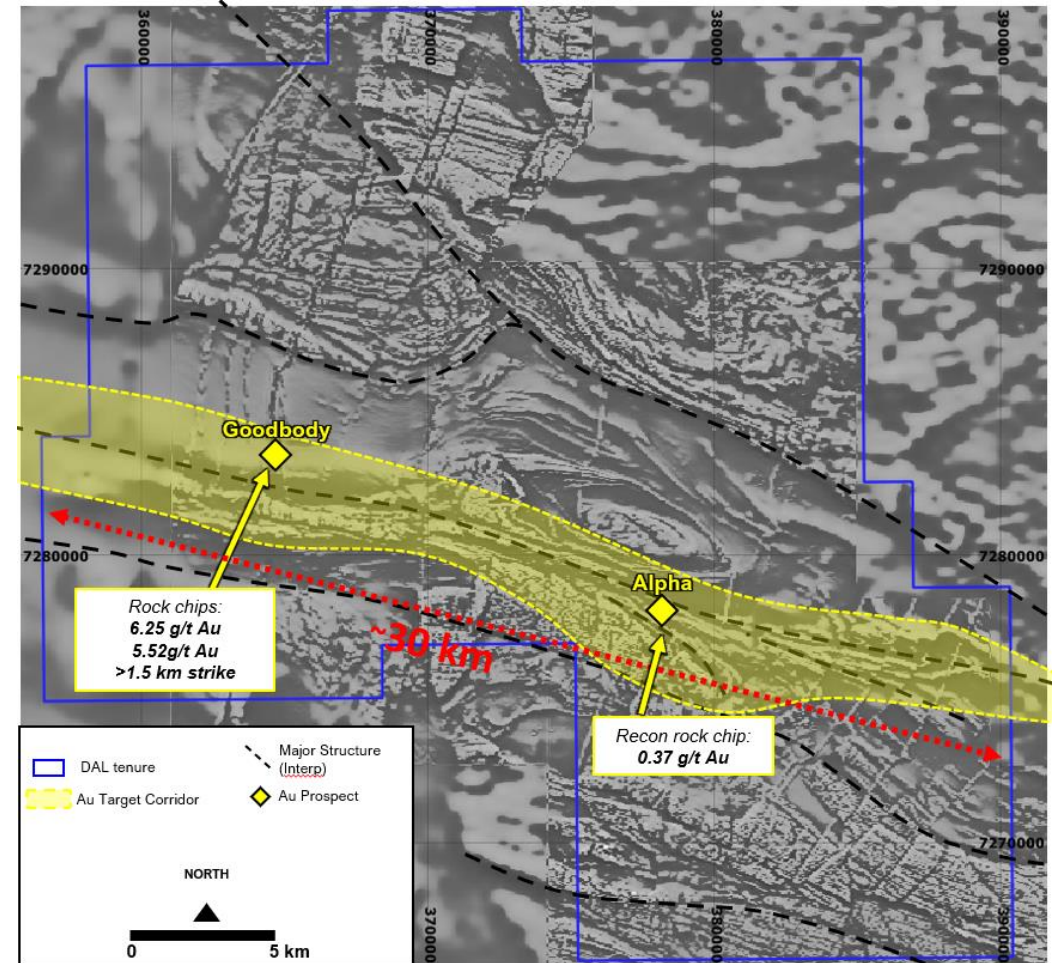 360000
370000
380000
390000
7290000
7290000
Goodbody
7280000
7280000
Alpha
Rock chips:
6.25 g/t Au
5.52g/t Au
>1.5 km strike
~30 km
Recon rock chip:
0.37 g/t Au
DAL tenure
Major Structure
(Interp)
Au Target Corridor
Au Prospect
7270000
NORTH
0
5 km
370000
380000
390000